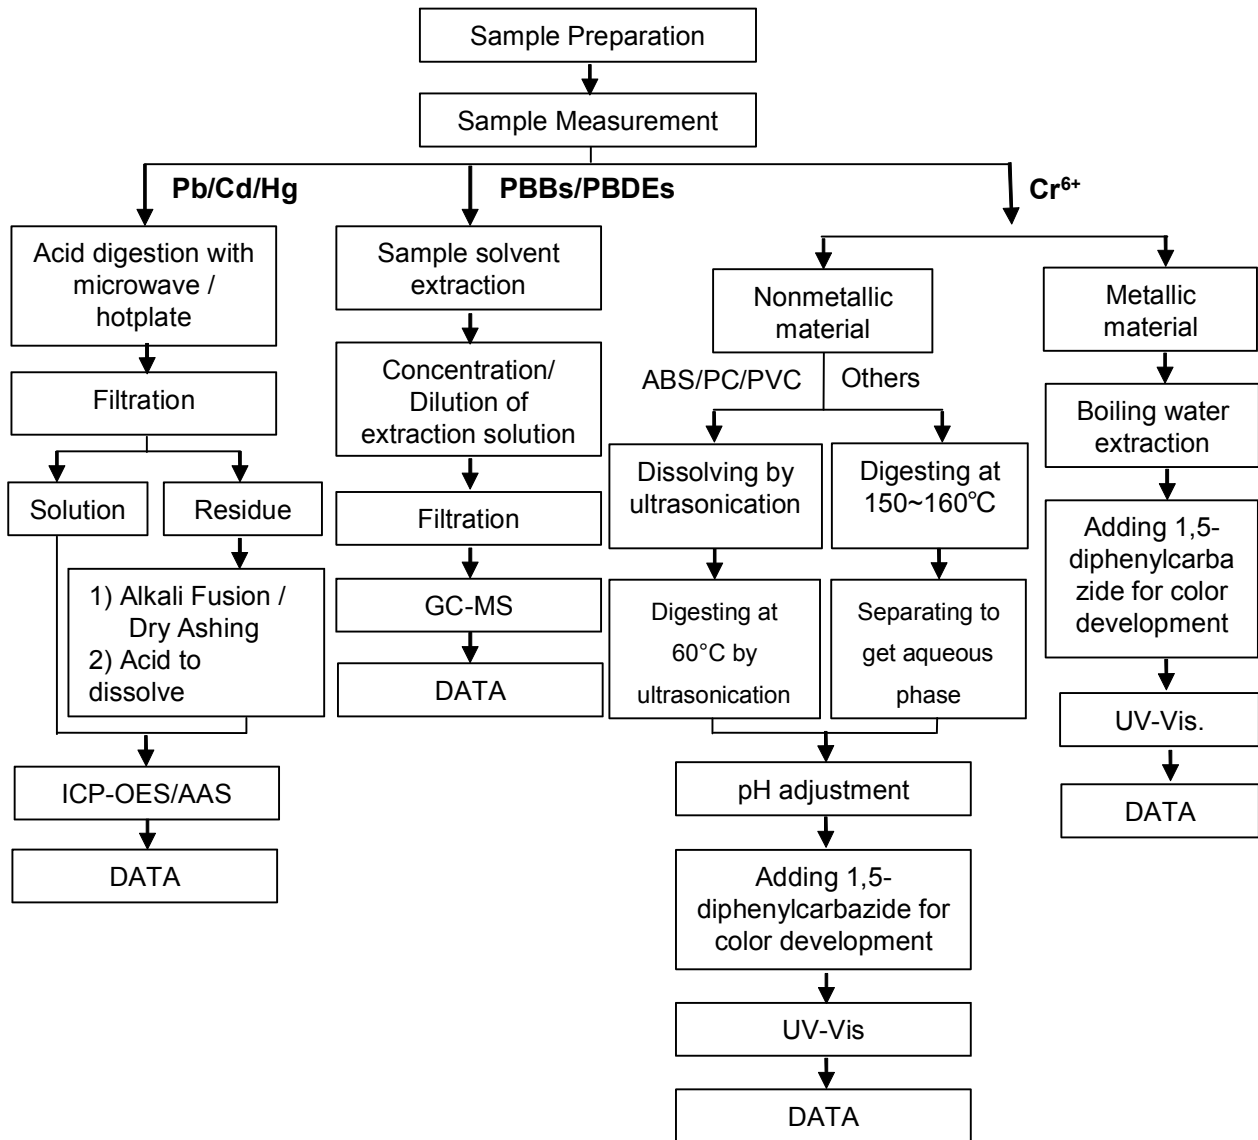 Sample Preparation
Sample Measurement
Pb/Cd/Hg
PBBs/PBDEs
Cr⁶⁺
Acid digestion with
microwave /
hotplate
Filtration
Solution
Residue
1) Alkali Fusion /
Dry Ashing
2) Acid to
dissolve
ICP-OES/AAS
DATA
Sample solvent
extraction
Concentration/
Dilution of
extraction solution
Filtration
GC-MS
DATA
Nonmetallic
material
ABS/PC/PVC
Others
Dissolving by
ultrasonication
Digesting at
60°C by
ultrasonication
Digesting at
150~160℃
Separating to
get aqueous
phase
pH adjustment
Adding 1,5-
diphenylcarbazide for
color development
UV-Vis
DATA
Metallic
material
Boiling water
extraction
Adding 1,5-
diphenylcarba
zide for color
development
UV-Vis.
DATA